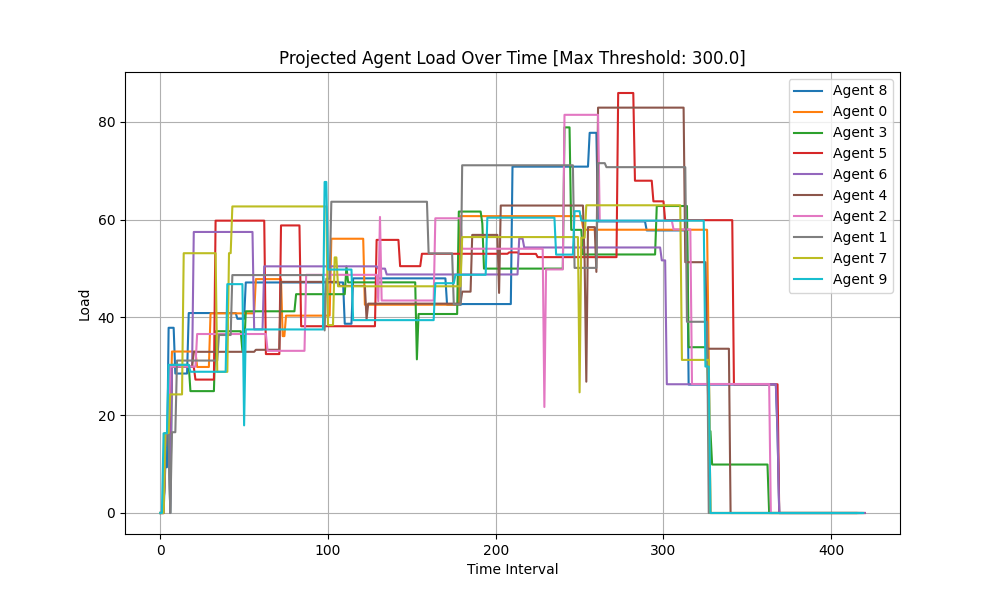 Projected Agent Load Over Time [Max Threshold: 300.0]
Load
80
60
40
20
0
0 100 200 300 400
Time Interval
Agent 8
Agent 0
Agent 3
Agent 5
Agent 6
Agent 4
Agent 2
Agent 1
Agent 7
Agent 9